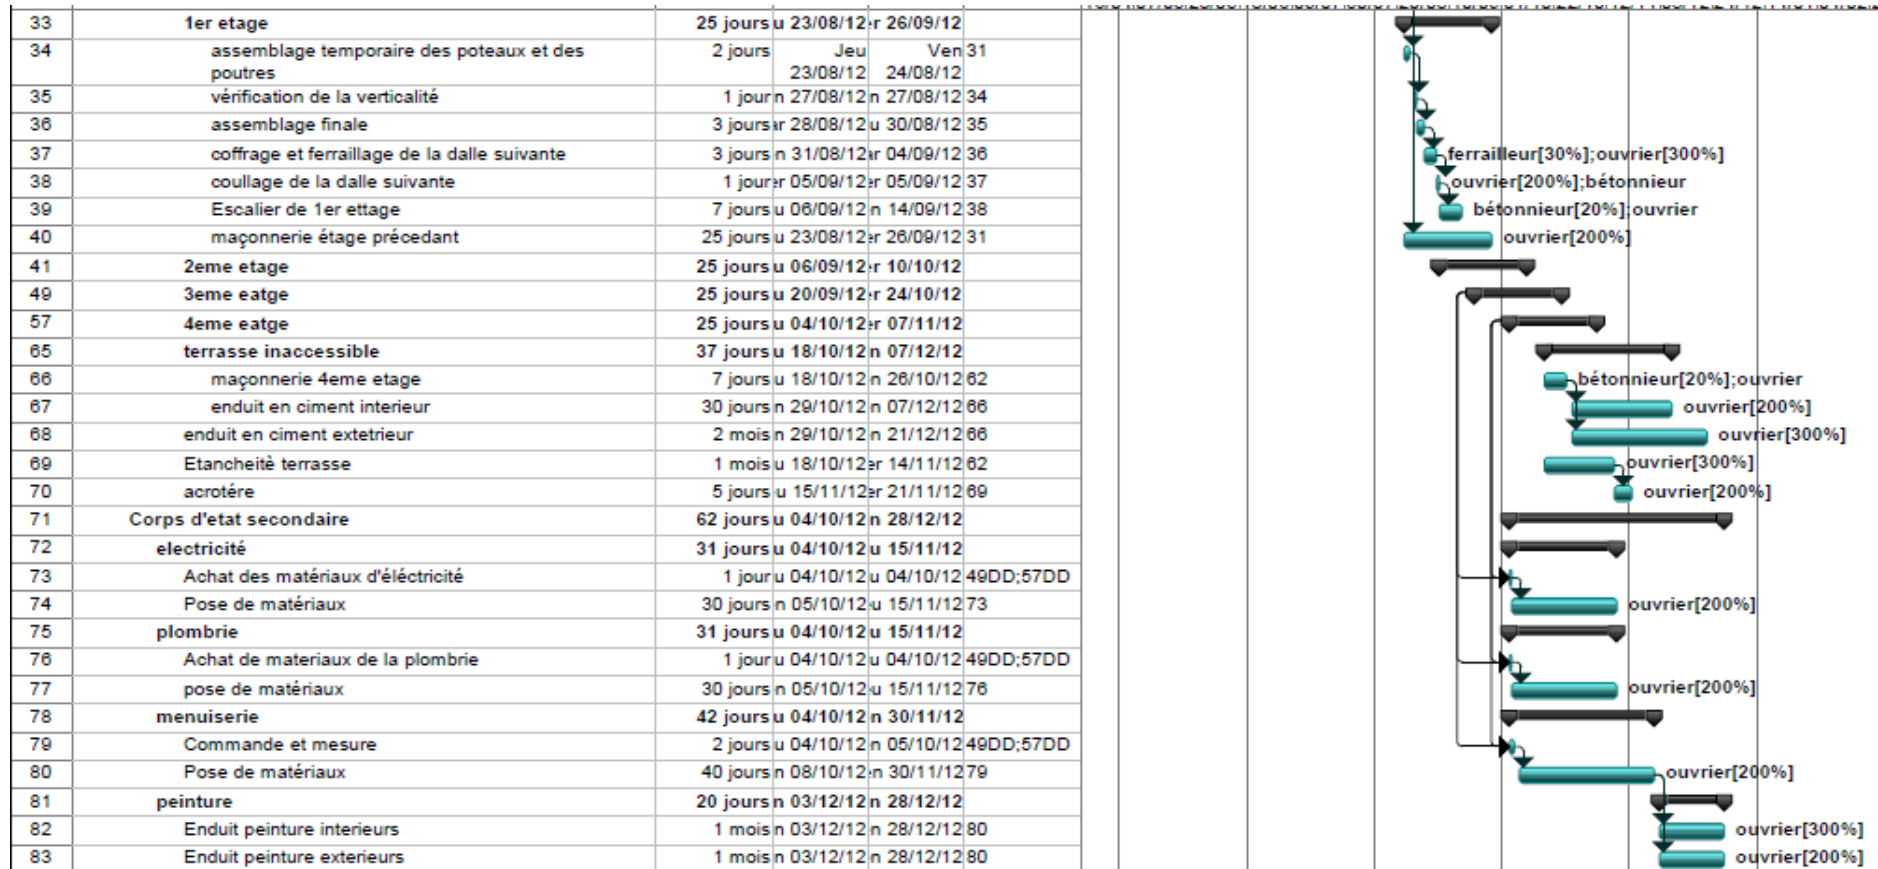 33 1er etage 25 jours u 23/08/12 er 26/09/12
34 assemblage temporaire des poteaux et des 2 jours Jeu Ven 31
poutres 23/08/12 24/08/12
35 vérification de la verticalité 1 jour n 27/08/12 n 27/08/12 34
36 assemblage finale 3 jours ar 28/08/12 u 30/08/12 35
37 coffrage et ferraillage de la dalle suivante 3 jours n 31/08/12 ar 04/09/12 36 ferrailleur[30%];ouvrier[300%]
38 coullage de la dalle suivante 1 jour er 05/09/12 er 05/09/12 37 ouvrier[200%];bétonnieur
39 Escalier de 1er ettage 7 jours u 06/09/12 n 14/09/12 38 bétonnieur[20%];ouvrier
40 maçonnerie étage précedant 25 jours u 23/08/12 er 26/09/12 31 ouvrier[200%]
41 2eme etage 25 jours u 06/09/12 er 10/10/12
49 3eme eatge 25 jours u 20/09/12 er 24/10/12
57 4eme eatge 25 jours u 04/10/12 er 07/11/12
65 terrasse inaccessible 37 jours u 18/10/12 n 07/12/12
66 maçonnerie 4eme etage 7 jours u 18/10/12 n 26/10/12 62 bétonnieur[20%];ouvrier
67 enduit en ciment interieur 30 jours n 29/10/12 n 07/12/12 66 ouvrier[200%]
68 enduit en ciment extetrieur 2 mois n 29/10/12 n 21/12/12 66 ouvrier[300%]
69 Etancheitè terrasse 1 mois u 18/10/12 er 14/11/12 62 ouvrier[300%]
70 acrotére 5 jours u 15/11/12 er 21/11/12 69 ouvrier[200%]
71 Corps d'etat secondaire 62 jours u 04/10/12 n 28/12/12
72 electricité 31 jours u 04/10/12 u 15/11/12
73 Achat des matériaux d'éléctricité 1 jour u 04/10/12 u 04/10/12 49DD;57DD
74 Pose de matériaux 30 jours n 05/10/12 u 15/11/12 73 ouvrier[200%]
75 plombrie 31 jours u 04/10/12 u 15/11/12
76 Achat de materiaux de la plombrie 1 jour u 04/10/12 u 04/10/12 49DD;57DD
77 pose de matériaux 30 jours n 05/10/12 u 15/11/12 76 ouvrier[200%]
78 menuiserie 42 jours u 04/10/12 n 30/11/12
79 Commande et mesure 2 jours u 04/10/12 n 05/10/12 49DD;57DD
80 Pose de matériaux 40 jours n 08/10/12 n 30/11/12 79 ouvrier[200%]
81 peinture 20 jours n 03/12/12 n 28/12/12
82 Enduit peinture interieurs 1 mois n 03/12/12 n 28/12/12 80 ouvrier[300%]
83 Enduit peinture exterieurs 1 mois n 03/12/12 n 28/12/12 80 ouvrier[200%]